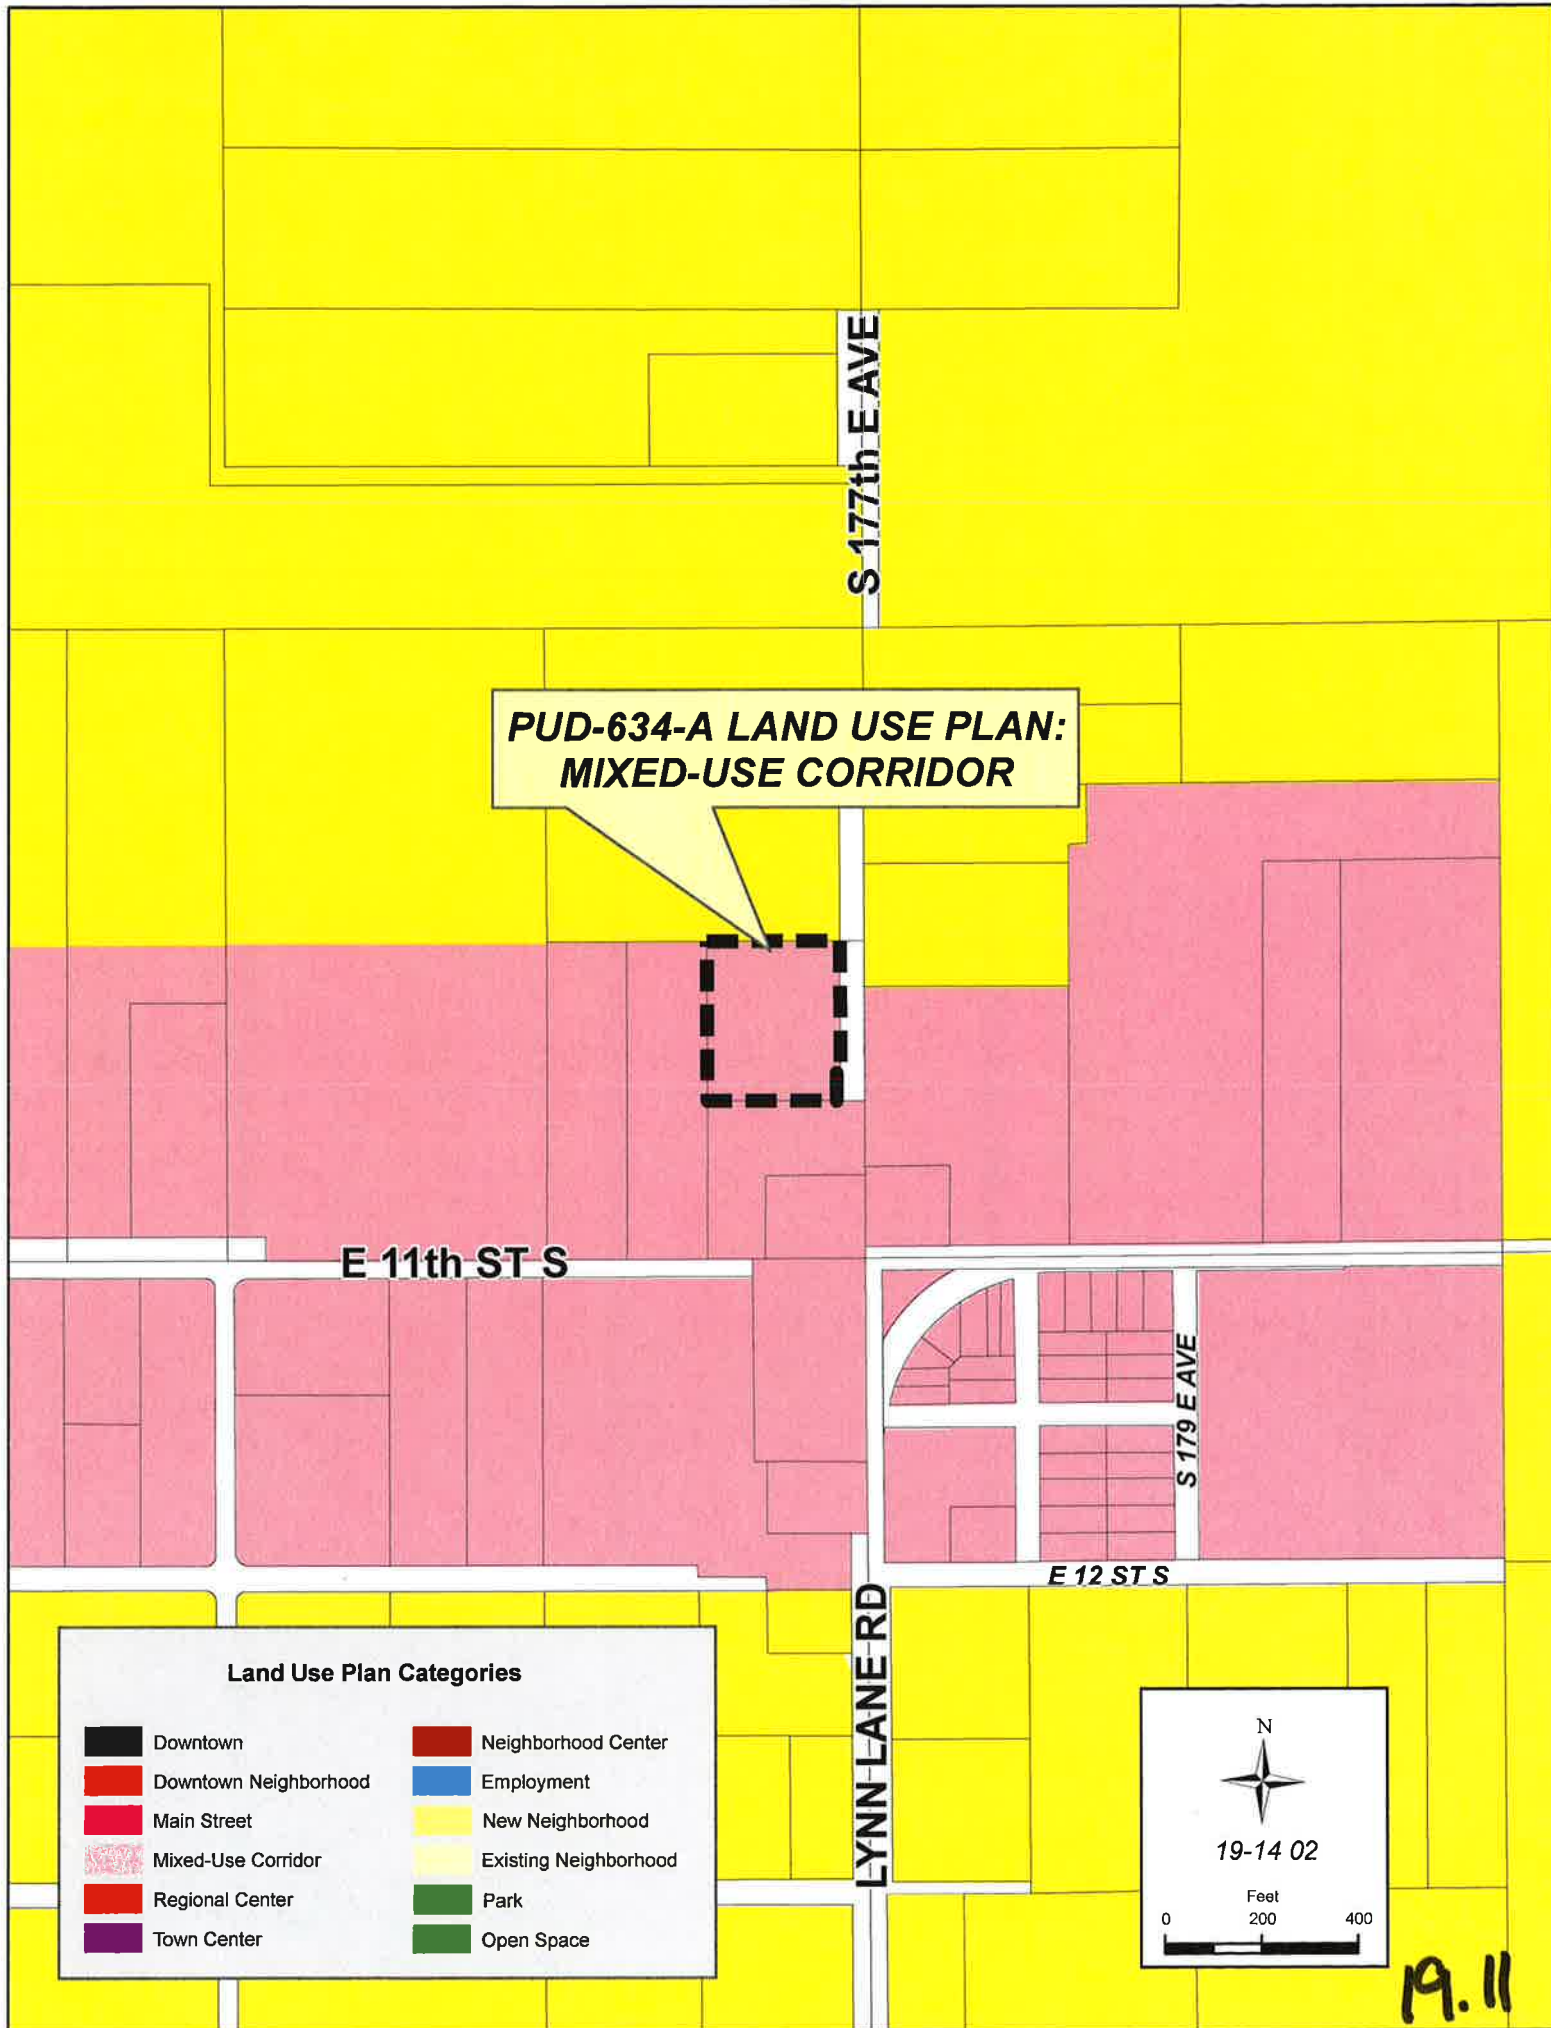 S 177th E AVE
PUD-634-A LAND USE PLAN:
MIXED-USE CORRIDOR
E 11th ST S
S 179 E AVE
E 12 ST S
LYNN LANE RD
Land Use Plan Categories
Downtown
Downtown Neighborhood
Main Street
Mixed-Use Corridor
Regional Center
Town Center
Neighborhood Center
Employment
New Neighborhood
Existing Neighborhood
Park
Open Space
N
19-14 02
Feet
0 200 400
19.11